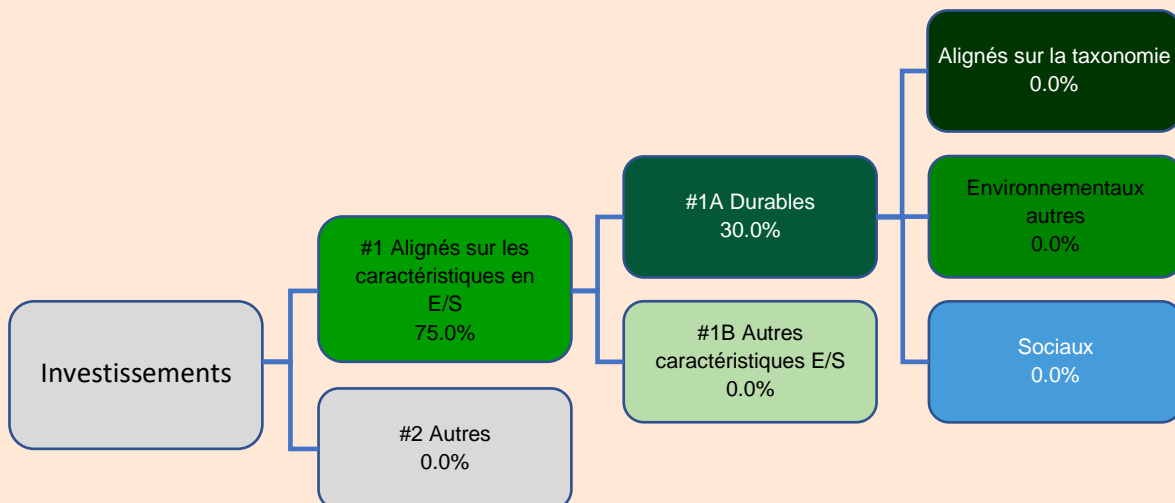 Investissements
#1 Alignés sur les
caractéristiques en
E/S
75.0%
#2 Autres
0.0%
#1A Durables
30.0%
#1B Autres
caractéristiques E/S
0.0%
Alignés sur la taxonomie
0.0%
Environnementaux
autres
0.0%
Sociaux
0.0%